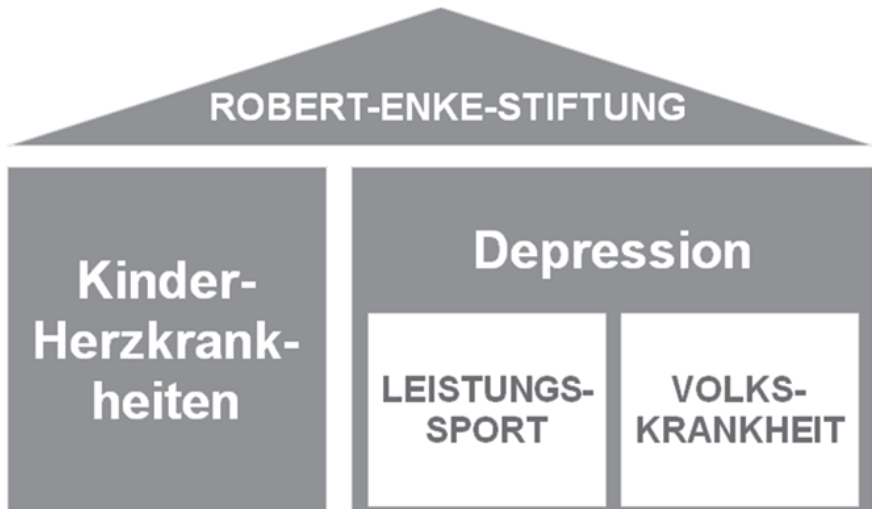 ROBERT-ENKE-STIFTUNG
Kinder-
Herzkrank-
heiten
Depression
LEISTUNGS-
SPORT
VOLKS-
KRANKHEIT